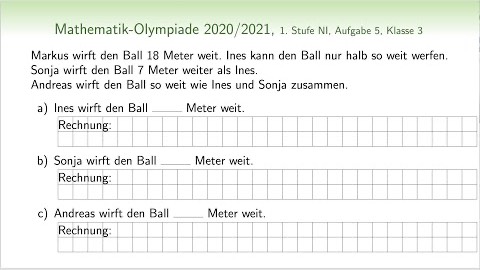 Mathematik-Olympiade 2020/2021, 1. Stufe NI, Aufgabe 5, Klasse 3
Markus wirft den Ball 18 Meter weit. Ines kann den Ball nur halb so weit werfen.
Sonja wirft den Ball 7 Meter weiter als Ines.
Andreas wirft den Ball so weit wie Ines und Sonja zusammen.
a) Ines wirft den Ball _____ Meter weit.
Rechnung:
b) Sonja wirft den Ball _____ Meter weit.
Rechnung:
c) Andreas wirft den Ball _____ Meter weit.
Rechnung: